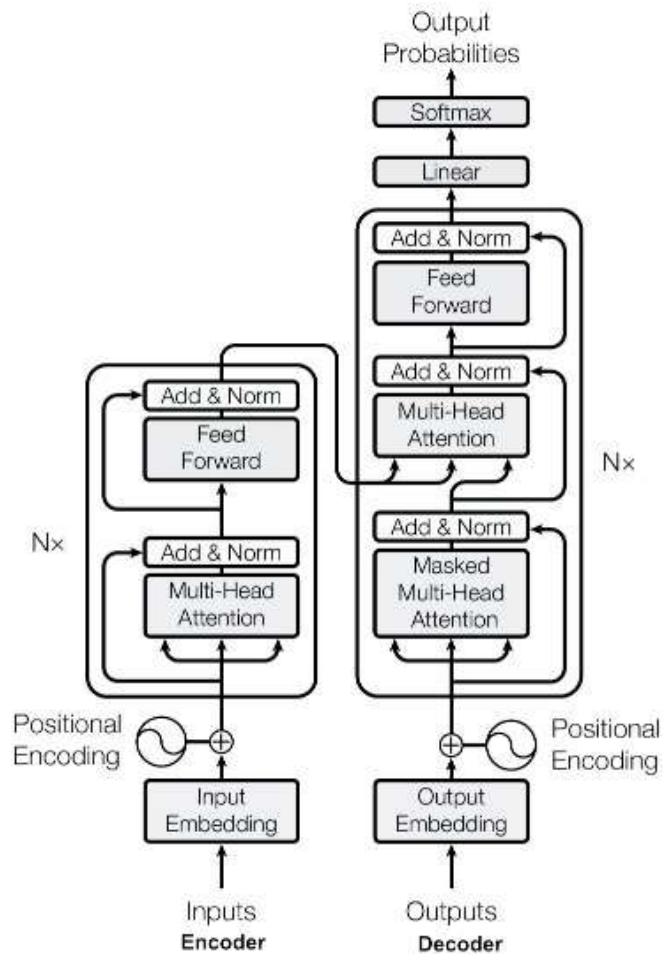 Output
Probabilities
Softmax
Linear
Add & Norm
Feed
Forward
Add & Norm
Multi-Head
Attention
Add & Norm
Masked
Multi-Head
Attention
N×
Add & Norm
Feed
Forward
Add & Norm
Multi-Head
Attention
N×
Positional
Encoding
Positional
Encoding
Input
Embedding
Output
Embedding
Inputs
Outputs
Encoder
Decoder